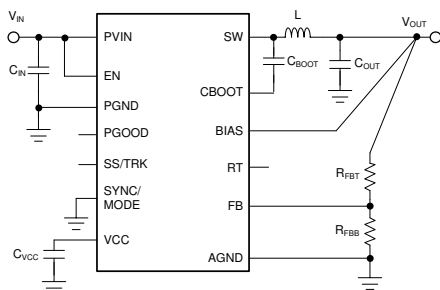 VIN
VOUT
PVIN
SW
L
CIN
CBOOT
COUT
EN
CBOOT
PGND
PGOOD
BIAS
SS/TRK
RT
RFBT
SYNC/
MODE
FB
RFBB
VCC
CVCC
AGND